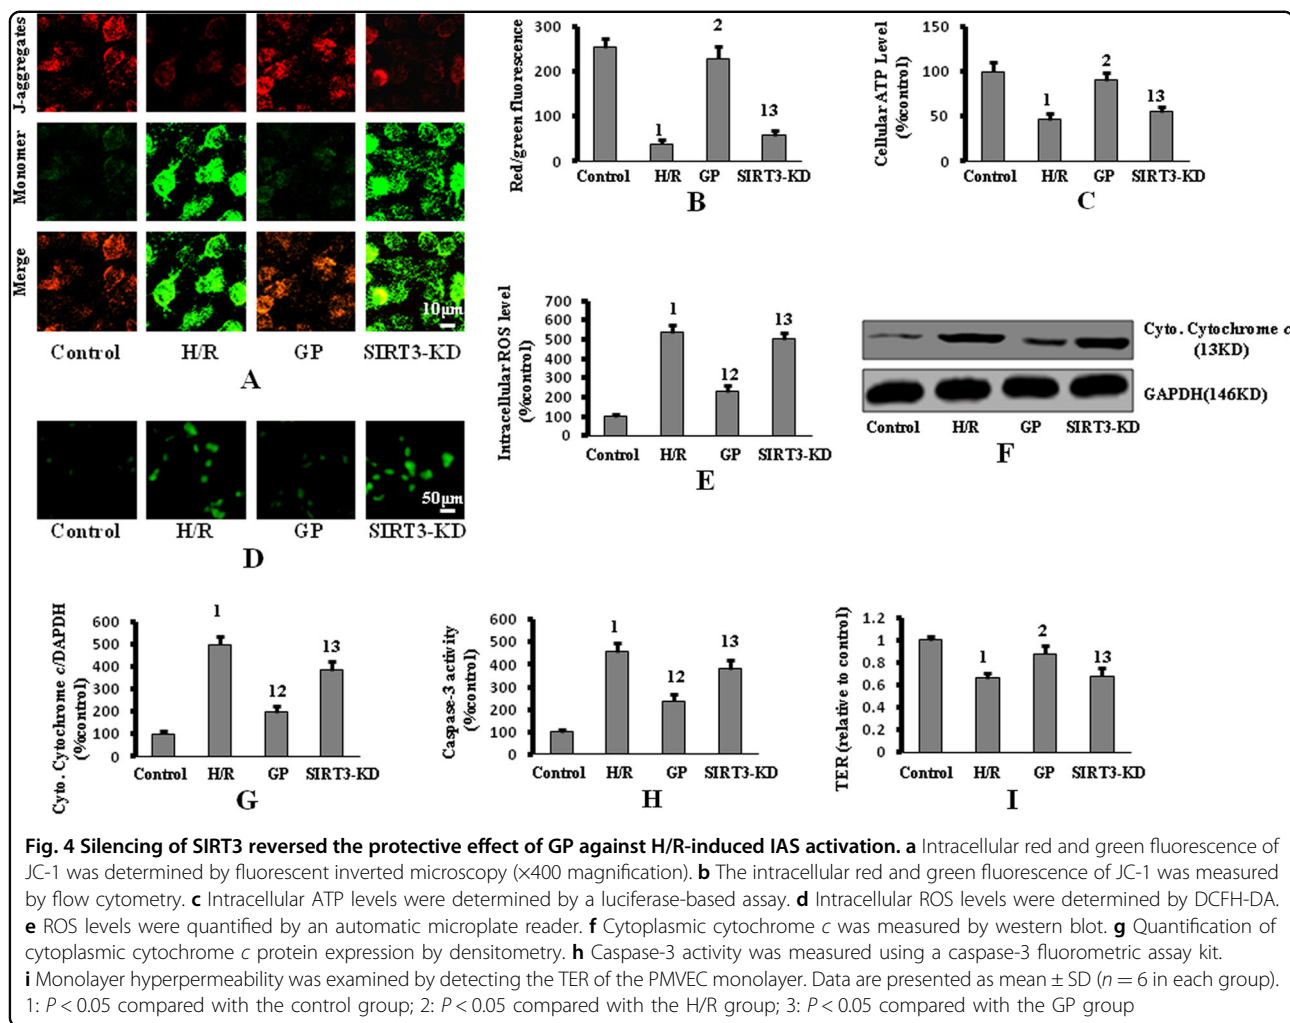 J-aggregates
Monomer
Merge
10μm
Control H/R GP SIRT3-KD
A
300
200
100
0
Red/green fluorescence
1
2
13
Control H/R GP SIRT3-KD
B
150
100
50
0
Cellular ATP Level
(%control)
1
2
13
Control H/R GP SIRT3-KD
C
50μm
Control H/R GP SIRT3-KD
D
700
600
500
400
300
200
100
0
Intracellular ROS level
(%control)
1
12
13
Control H/R GP SIRT3-KD
E
Cyto. Cytochrome c
(13KD)
GAPDH(146KD)
Control H/R GP SIRT3-KD
F
600
500
400
300
200
100
0
Cyto. Cytochrome c/DAPDH
(%control)
1
12
13
Control H/R GP SIRT3-KD
G
600
500
400
300
200
100
0
Caspase-3 activity
(%control)
1
12
13
Control H/R GP SIRT3-KD
H
1.2
1
0.8
0.6
0.4
0.2
0
TER (relative to control)
1
2
13
Control H/R GP SIRT3-KD
I
Fig. 4 Silencing of SIRT3 reversed the protective effect of GP against H/R-induced IAS activation. a Intracellular red and green fluorescence of
JC-1 was determined by fluorescent inverted microscopy (×400 magnification). b The intracellular red and green fluorescence of JC-1 was measured
by flow cytometry. c Intracellular ATP levels were determined by a luciferase-based assay. d Intracellular ROS levels were determined by DCFH-DA.
e ROS levels were quantified by an automatic microplate reader. f Cytoplasmic cytochrome c was measured by western blot. g Quantification of
cytoplasmic cytochrome c protein expression by densitometry. h Caspase-3 activity was measured using a caspase-3 fluorometric assay kit.
i Monolayer hyperpermeability was examined by detecting the TER of the PMVEC monolayer. Data are presented as mean ± SD (n = 6 in each group).
1: P < 0.05 compared with the control group; 2: P < 0.05 compared with the H/R group; 3: P < 0.05 compared with the GP group